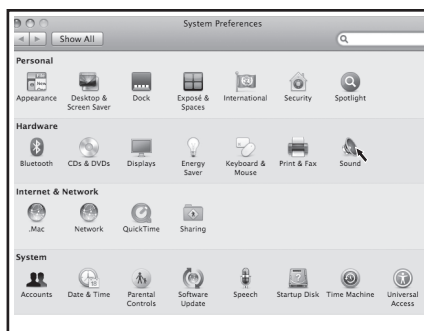 System Preferences
Show All
Personal
Appearance Desktop & Screen Saver Dock Exposé & Spaces International Security Spotlight
Hardware
Bluetooth CDs & DVDs Displays Energy Saver Keyboard & Mouse Print & Fax Sound
Internet & Network
.Mac Network QuickTime Sharing
System
Accounts Date & Time Parental Controls Software Update Speech Startup Disk Time Machine Universal Access